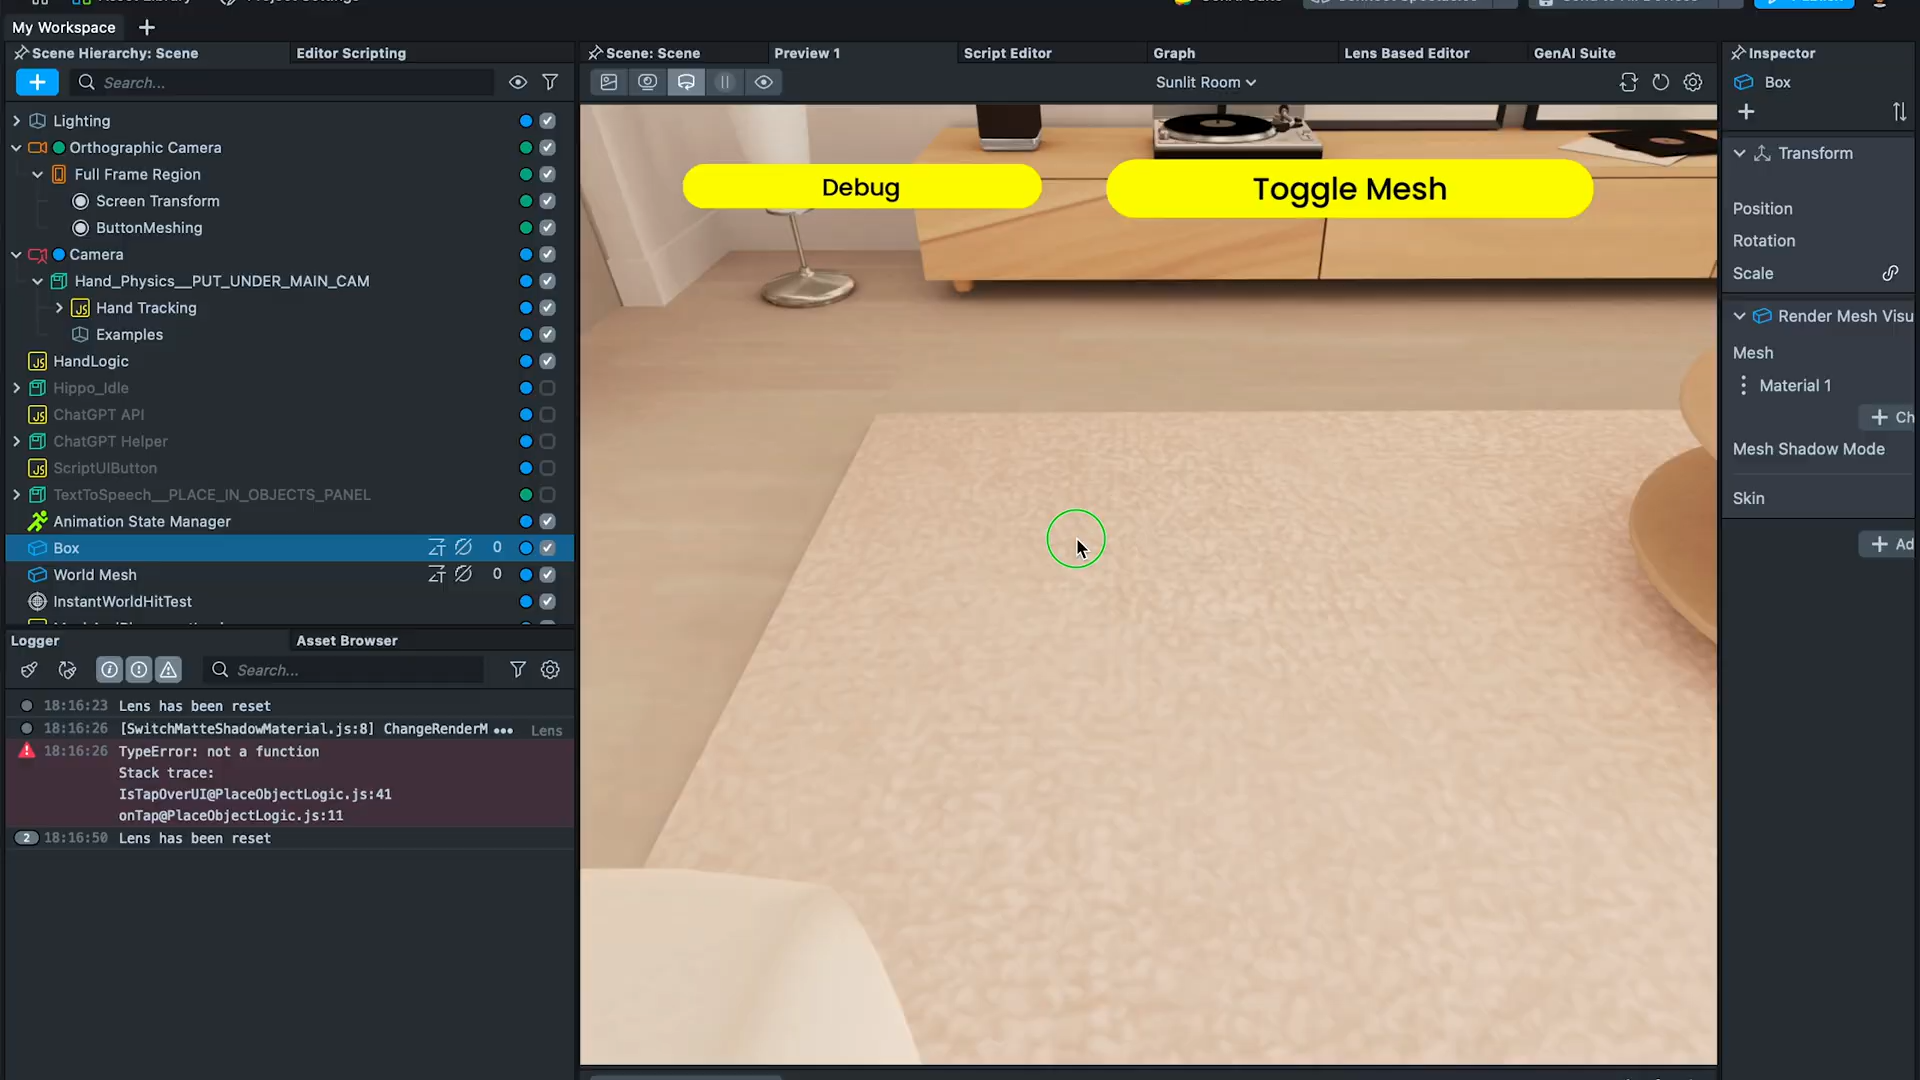 My Workspace
Scene Hierarchy: Scene
Editor Scripting
Search...
Lighting
Orthographic Camera
Full Frame Region
Screen Transform
ButtonMeshing
Camera
Hand_Physics__PUT_UNDER_MAIN_CAM
Hand Tracking
Examples
HandLogic
Hippo_Idle
ChatGPT API
ChatGPT Helper
ScriptUIButton
TextToSpeech__PLACE_IN_OBJECTS_PANEL
Animation State Manager
Box 0
World Mesh 0
InstantWorldHitTest
Logger
Asset Browser
Search...
18:16:23 Lens has been reset
18:16:26 [SwitchMatteShadowMaterial.js:8] ChangeRenderM ••• Lens
18:16:26 TypeError: not a function
Stack trace:
IsTapOverUI@PlaceObjectLogic.js:41
onTap@PlaceObjectLogic.js:11
2 18:16:50 Lens has been reset
Scene: Scene
Preview 1
Script Editor
Graph
Lens Based Editor
GenAI Suite
Sunlit Room
Debug
Toggle Mesh
Inspector
Box
Transform
Position
Rotation
Scale
Render Mesh Visu
Mesh
Material 1
+ Ch
Mesh Shadow Mode
Skin
+ Ad